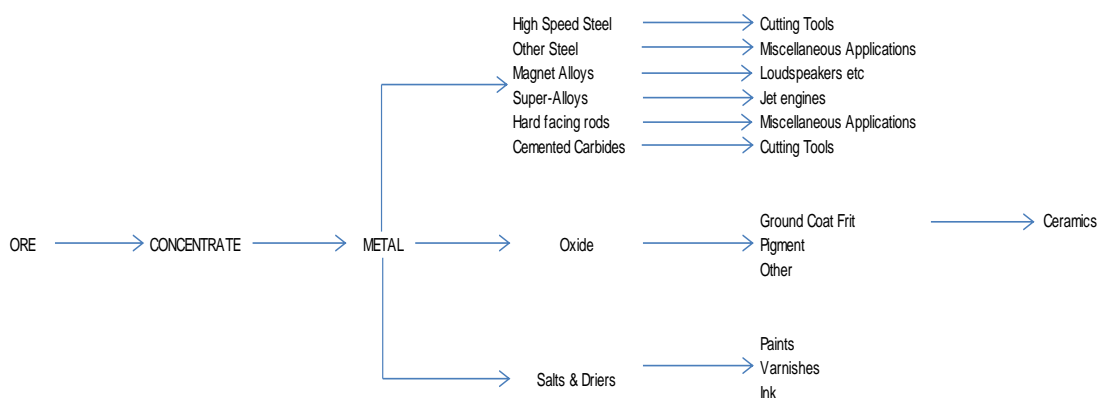 High Speed Steel Cutting Tools
Other Steel Miscellaneous Applications
Magnet Alloys Loudspeakers etc
Super-Alloys Jet engines
Hard facing rods Miscellaneous Applications
Cemented Carbides Cutting Tools
Ground Coat Frit Ceramics
ORE CONCENTRATE METAL Oxide Pigment
Other
Paints
Salts & Driers Varnishes
Ink